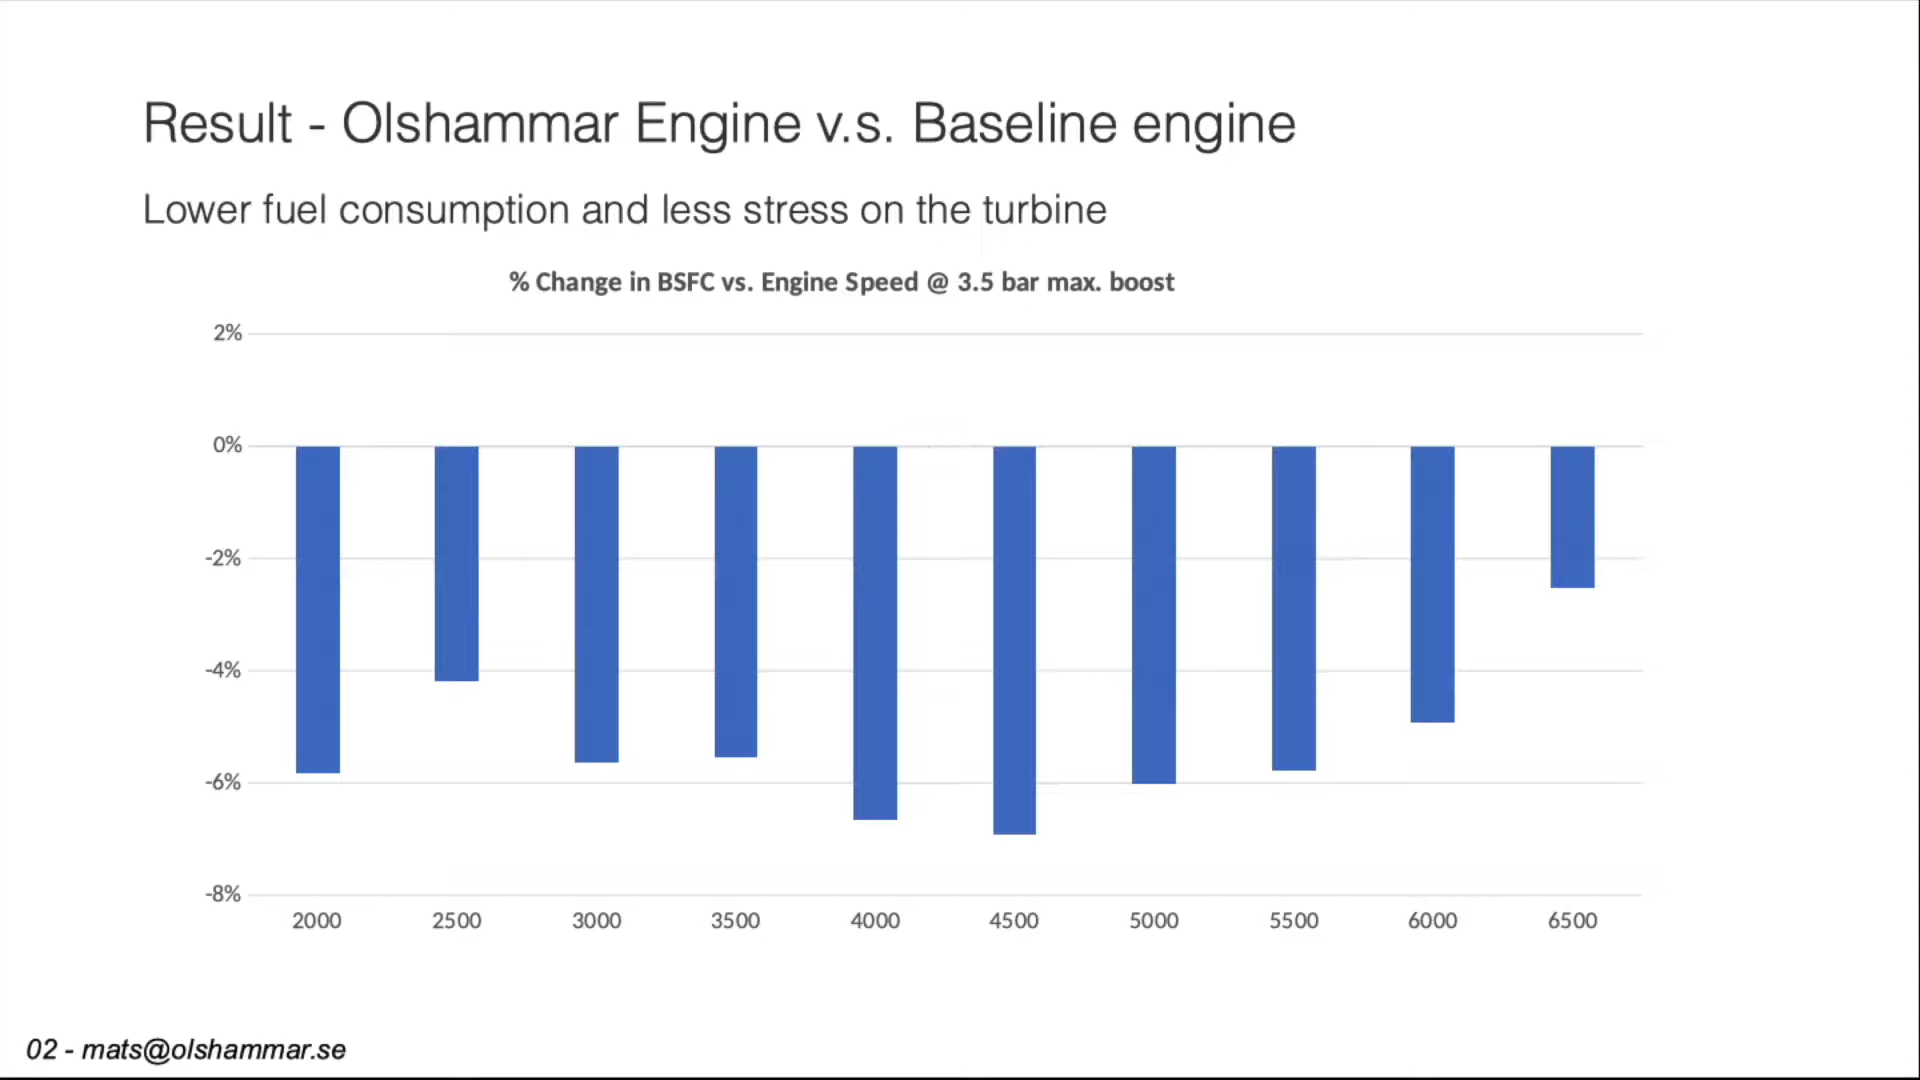 Result - Olshammar Engine v.s. Baseline engine
Lower fuel consumption and less stress on the turbine
% Change in BSFC vs. Engine Speed @ 3.5 bar max. boost
2%
0%
-2%
-4%
-6%
-8%
2000 2500 3000 3500 4000 4500 5000 5500 6000 6500
02 - mats@olshammar.se